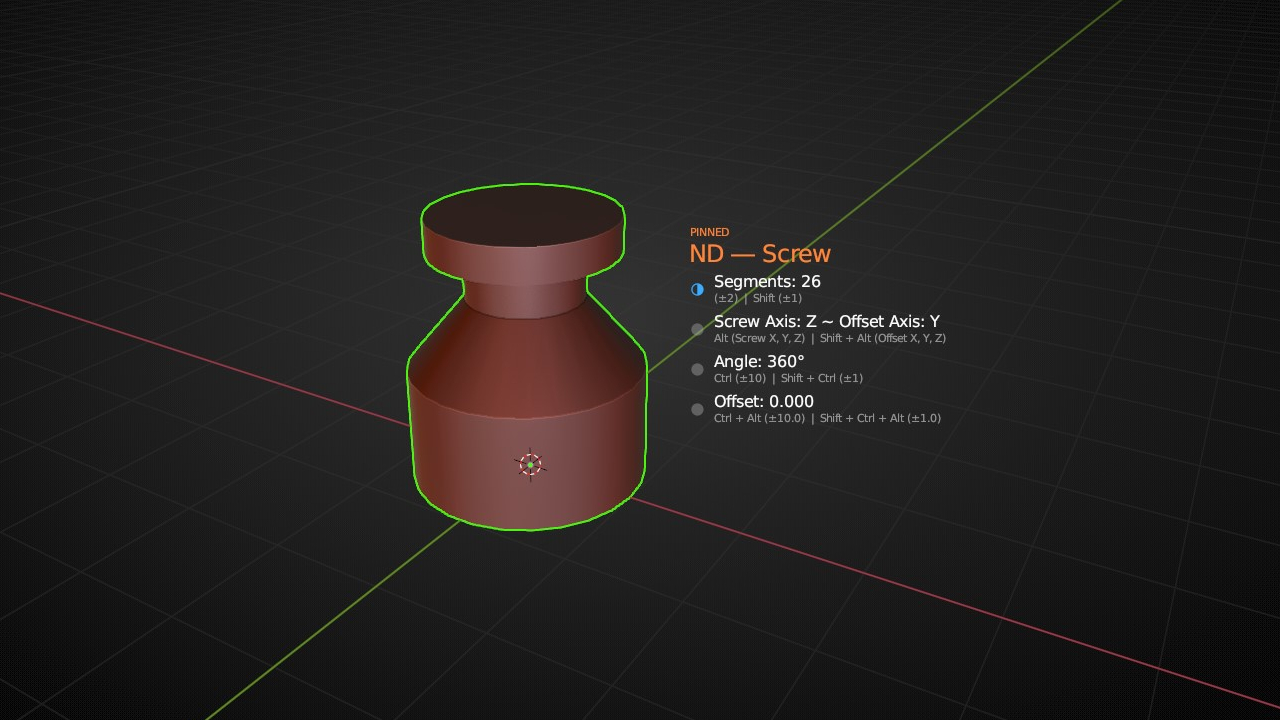 PINNED
ND — Screw
Segments: 26
(±2) | Shift (±1)
Screw Axis: Z ~ Offset Axis: Y
Alt (Screw X, Y, Z) | Shift + Alt (Offset X, Y, Z)
Angle: 360°
Ctrl (±10) | Shift + Ctrl (±1)
Offset: 0.000
Ctrl + Alt (±10.0) | Shift + Ctrl + Alt (±1.0)